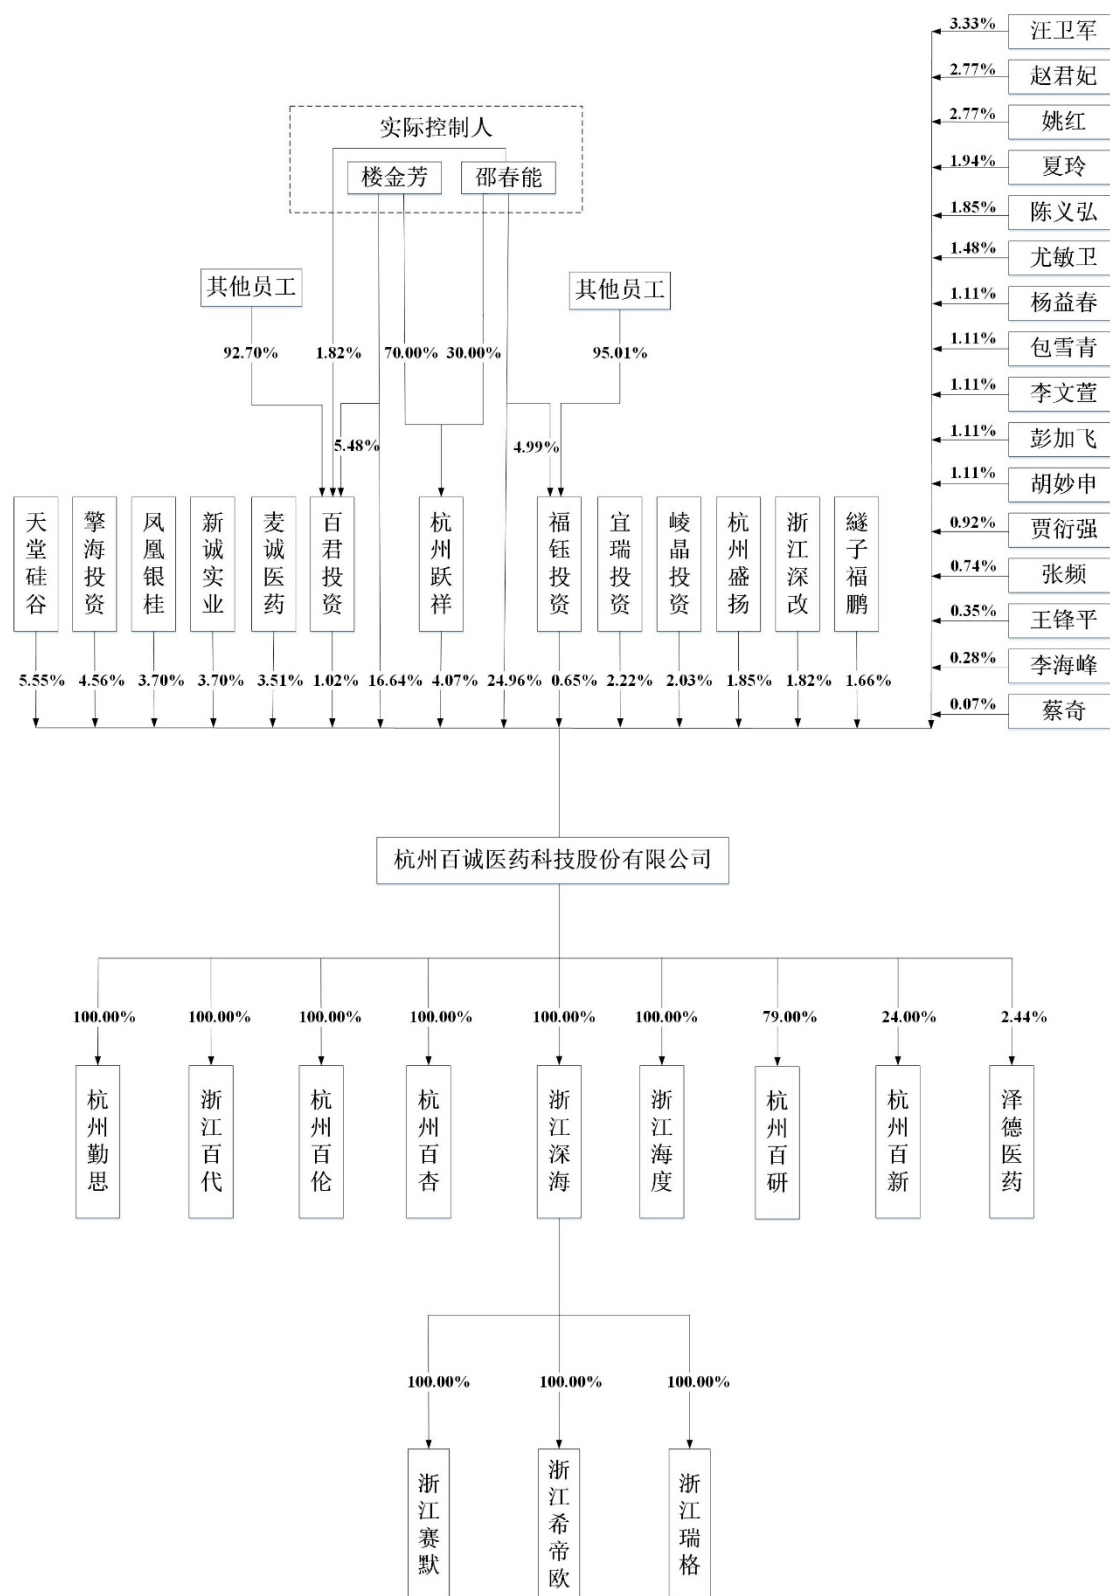 3.33% 汪卫军
2.77% 赵君妃
2.77% 姚红
1.94% 夏玲
1.85% 陈义弘
1.48% 尤敏卫
1.11% 杨益春
1.11% 包雪青
1.11% 李文萱
1.11% 彭加飞
1.11% 胡妙申
0.92% 贾衍强
0.74% 张频
0.35% 王锋平
0.28% 李海峰
0.07% 蔡奇
实际控制人
楼金芳 邵春能
其他员工 其他员工
92.70% 1.82% 70.00% 30.00% 95.01%
5.48% 4.99%
天堂硅谷
擎海投资
凤凰银桂
新诚实业
麦诚医药
百君投资
杭州跃祥
福钰投资
宜瑞投资
崚晶投资
杭州盛扬
浙江深改
繸子福鹏
5.55% 4.56% 3.70% 3.70% 3.51% 1.02% 16.64% 4.07% 24.96% 0.65% 2.22% 2.03% 1.85% 1.82% 1.66%
杭州百诚医药科技股份有限公司
100.00% 100.00% 100.00% 100.00% 100.00% 100.00% 79.00% 24.00% 2.44%
杭州勤思
浙江百代
杭州百伦
杭州百杏
浙江深海
浙江海度
杭州百研
杭州百新
泽德医药
100.00% 100.00% 100.00%
浙江赛默
浙江希帝欧
浙江瑞格